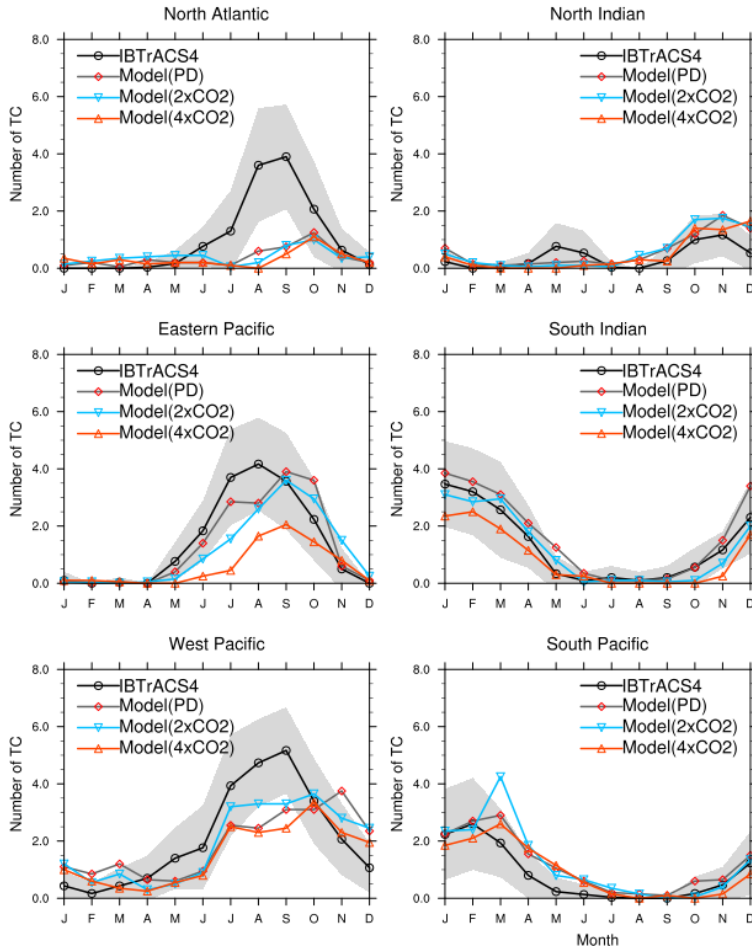 North Atlantic
8.0
6.0
4.0
2.0
0.0
Number of TC
IBTrACS4
Model(PD)
Model(2xCO2)
Model(4xCO2)
J F M A M J J A S O N D
North Indian
8.0
6.0
4.0
2.0
0.0
Number of TC
IBTrACS4
Model(PD)
Model(2xCO2)
Model(4xCO2)
J F M A M J J A S O N D
Eastern Pacific
8.0
6.0
4.0
2.0
0.0
Number of TC
IBTrACS4
Model(PD)
Model(2xCO2)
Model(4xCO2)
J F M A M J J A S O N D
South Indian
8.0
6.0
4.0
2.0
0.0
Number of TC
IBTrACS4
Model(PD)
Model(2xCO2)
Model(4xCO2)
J F M A M J J A S O N D
West Pacific
8.0
6.0
4.0
2.0
0.0
Number of TC
IBTrACS4
Model(PD)
Model(2xCO2)
Model(4xCO2)
J F M A M J J A S O N D
South Pacific
8.0
6.0
4.0
2.0
0.0
Number of TC
IBTrACS4
Model(PD)
Model(2xCO2)
Model(4xCO2)
J F M A M J J A S O N D
Month